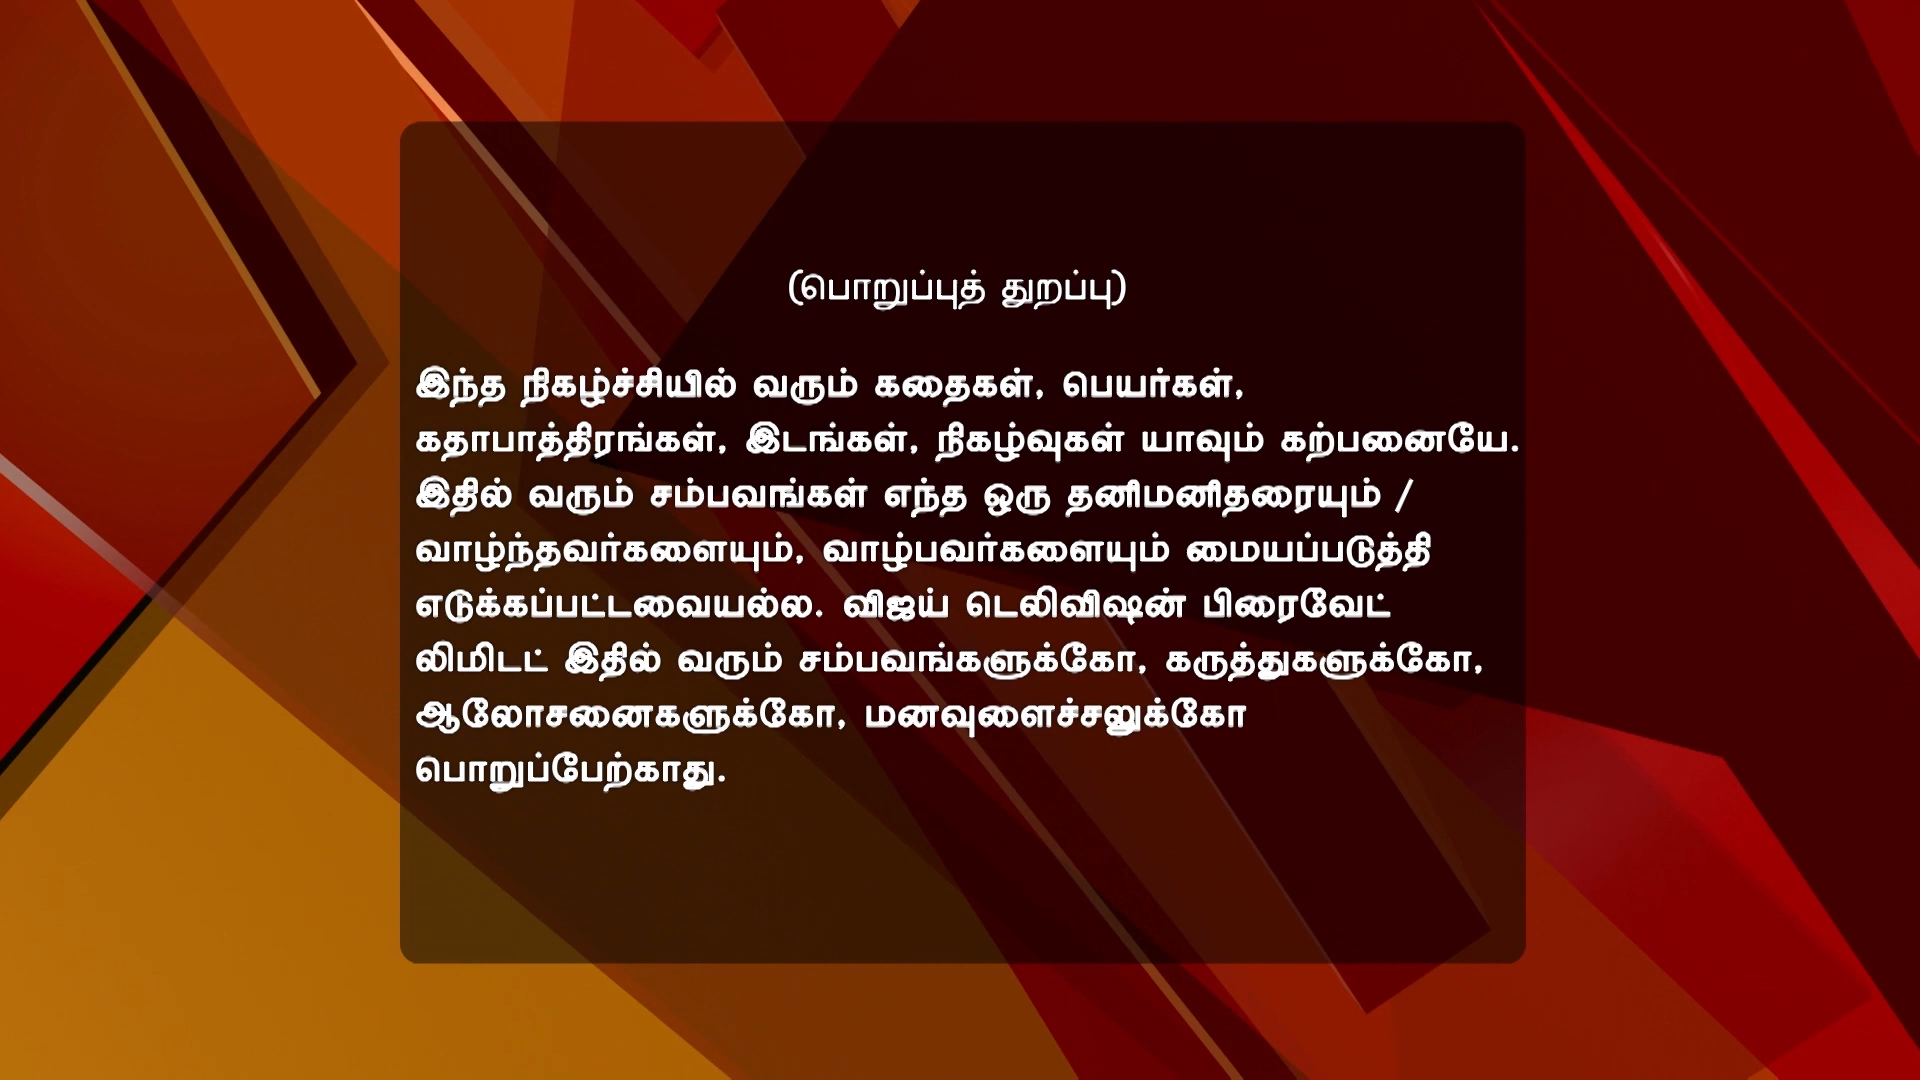 (பொறுப்புத் துறப்பு)
இந்த நிகழ்ச்சியில் வரும் கதைகள், பெயர்கள்,
கதாபாத்திரங்கள், இடங்கள், நிகழ்வுகள் யாவும் கற்பனையே.
இதில் வரும் சம்பவங்கள் எந்த ஒரு தனிமனிதரையும் /
வாழ்ந்தவர்களையும், வாழ்பவர்களையும் மையப்படுத்தி
எடுக்கப்பட்டவையல்ல. விஜய் டெலிவிஷன் பிரைவேட்
லிமிடட் இதில் வரும் சம்பவங்களுக்கோ, கருத்துகளுக்கோ,
ஆலோசனைகளுக்கோ, மனவுளைச்சலுக்கோ
பொறுப்பேற்காது.